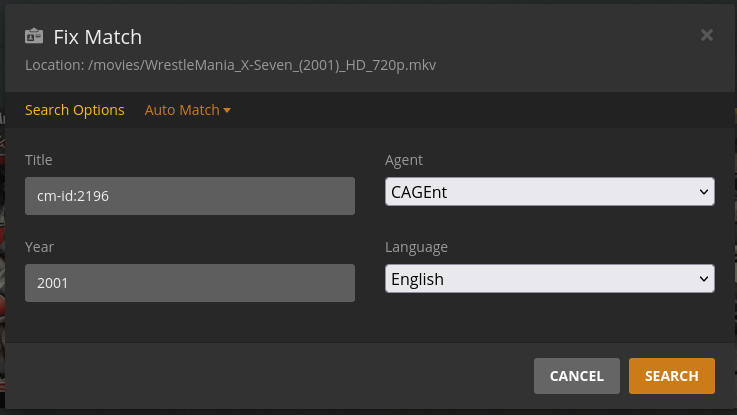 Fix Match
Location: /movies/WrestleMania_X-Seven_(2001)_HD_720p.mkv
Search Options Auto Match
Title
cm-id:2196
Agent
CAGEnt
Year
2001
Language
English
CANCEL SEARCH